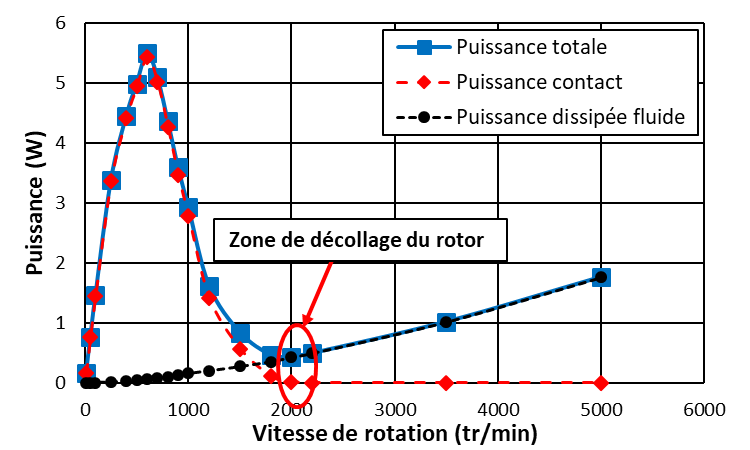 6
Puissance totale
Puissance contact
Puissance dissipée fluide
5
4
3
2
1
0
Puissance (W)
Zone de décollage du rotor
0 1000 2000 3000 4000 5000 6000
Vitesse de rotation (tr/min)